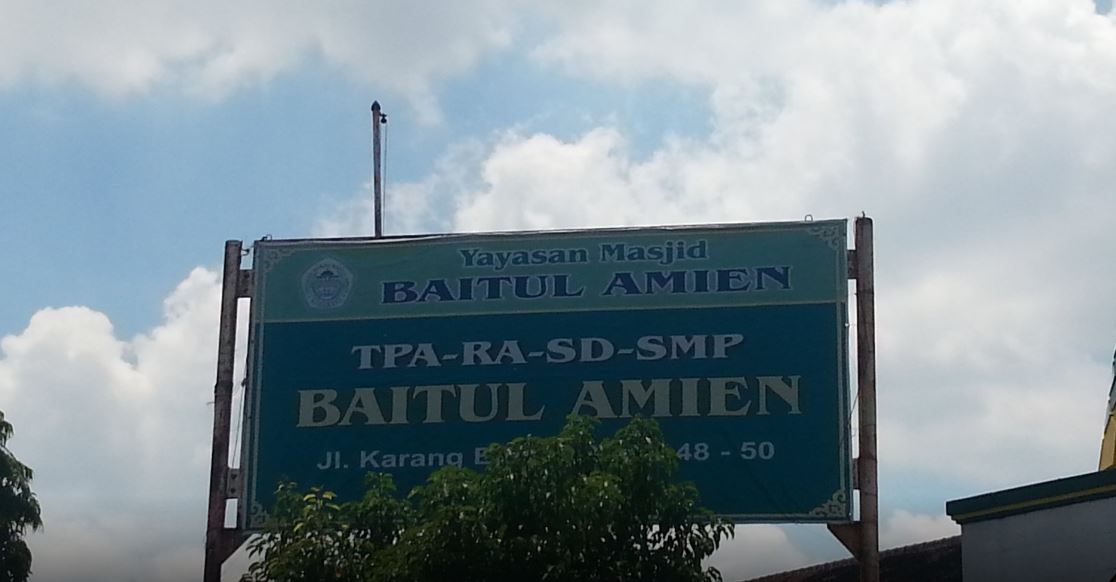 Yayasan Masjid
BAITUL AMIEN
TPA-RA-SD-SMP
BAITUL AMIEN
Jl. Karang 48 - 50